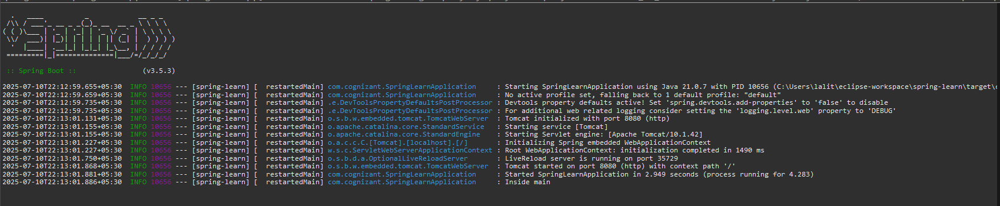 .   ____          _            __ _ _
 /\\ / ___'_ __ _ _(_)_ __  __ _ \ \ \ \
( ( )\___ | '_ | '_| | '_ \/ _` | \ \ \ \
 \\/  ___)| |_)| | | | | || (_| |  ) ) ) )
  '  |____| .__|_| |_|_| |_\__, | / / / /
 =========|_|==============|___/=/_/_/_/
 :: Spring Boot ::                (v3.5.3)
2025-07-10T22:12:59.655+05:30  INFO 10656 --- [spring-learn] [  restartedMain] com.cognizant.SpringLearnApplication     : Starting SpringLearnApplication using Java 21.0.7 with PID 10656 (C:\Users\lalit\eclipse-workspace\spring-learn\target\
2025-07-10T22:12:59.659+05:30  INFO 10656 --- [spring-learn] [  restartedMain] com.cognizant.SpringLearnApplication     : No active profile set, falling back to 1 default profile: "default"
2025-07-10T22:12:59.735+05:30  INFO 10656 --- [spring-learn] [  restartedMain] .e.DevToolsPropertyDefaultsPostProcessor : Devtools property defaults active! Set 'spring.devtools.add-properties' to 'false' to disable
2025-07-10T22:12:59.735+05:30  INFO 10656 --- [spring-learn] [  restartedMain] .e.DevToolsPropertyDefaultsPostProcessor : For additional web related logging consider setting the 'logging.level.web' property to 'DEBUG'
2025-07-10T22:13:01.131+05:30  INFO 10656 --- [spring-learn] [  restartedMain] o.s.b.w.embedded.tomcat.TomcatWebServer  : Tomcat initialized with port 8080 (http)
2025-07-10T22:13:01.155+05:30  INFO 10656 --- [spring-learn] [  restartedMain] o.apache.catalina.core.StandardService   : Starting service [Tomcat]
2025-07-10T22:13:01.155+05:30  INFO 10656 --- [spring-learn] [  restartedMain] o.apache.catalina.core.StandardEngine    : Starting Servlet engine: [Apache Tomcat/10.1.42]
2025-07-10T22:13:01.227+05:30  INFO 10656 --- [spring-learn] [  restartedMain] o.a.c.c.C.[Tomcat].[localhost].[/]       : Initializing Spring embedded WebApplicationContext
2025-07-10T22:13:01.227+05:30  INFO 10656 --- [spring-learn] [  restartedMain] w.s.c.ServletWebServerApplicationContext : Root WebApplicationContext: initialization completed in 1490 ms
2025-07-10T22:13:01.750+05:30  INFO 10656 --- [spring-learn] [  restartedMain] o.s.b.d.a.OptionalLiveReloadServer       : LiveReload server is running on port 35729
2025-07-10T22:13:01.868+05:30  INFO 10656 --- [spring-learn] [  restartedMain] o.s.b.w.embedded.tomcat.TomcatWebServer  : Tomcat started on port 8080 (http) with context path '/'
2025-07-10T22:13:01.881+05:30  INFO 10656 --- [spring-learn] [  restartedMain] com.cognizant.SpringLearnApplication     : Started SpringLearnApplication in 2.949 seconds (process running for 4.283)
2025-07-10T22:13:01.886+05:30  INFO 10656 --- [spring-learn] [  restartedMain] com.cognizant.SpringLearnApplication     : Inside main